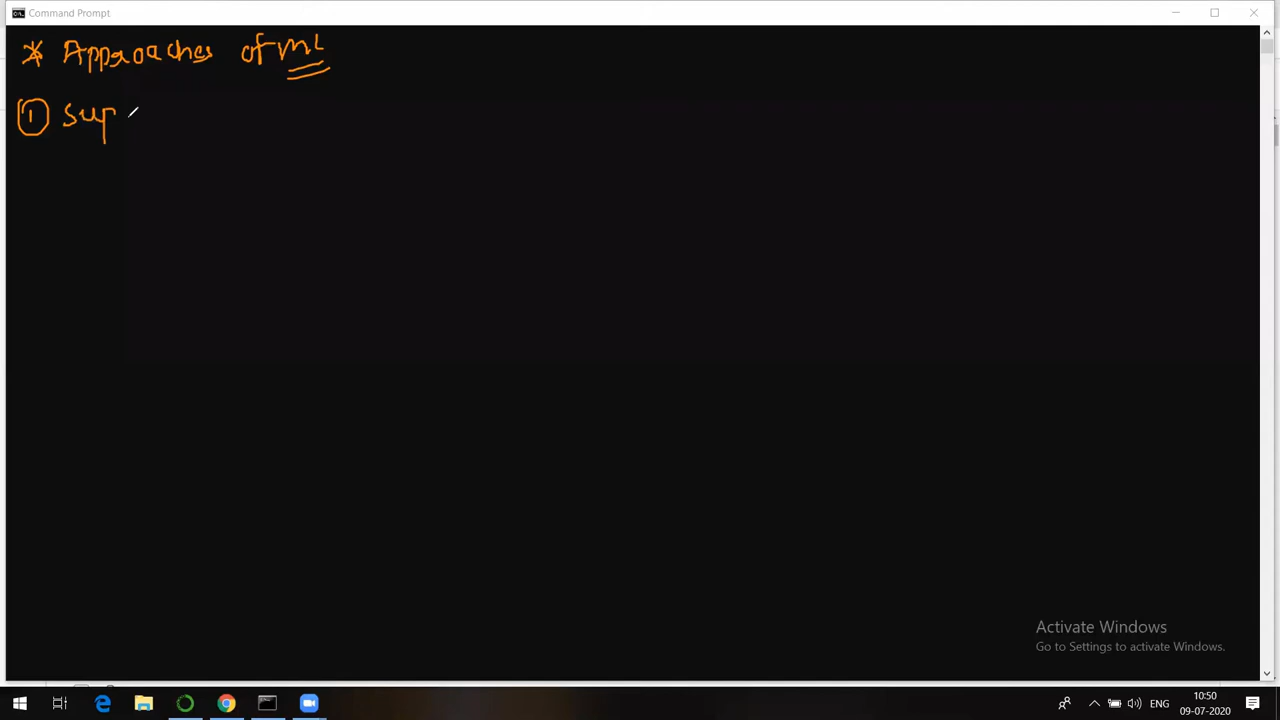 Command Prompt
* Approaches of ML
① Sup
Activate Windows
Go to Settings to activate Windows.
ENG
10:50
09-07-2020